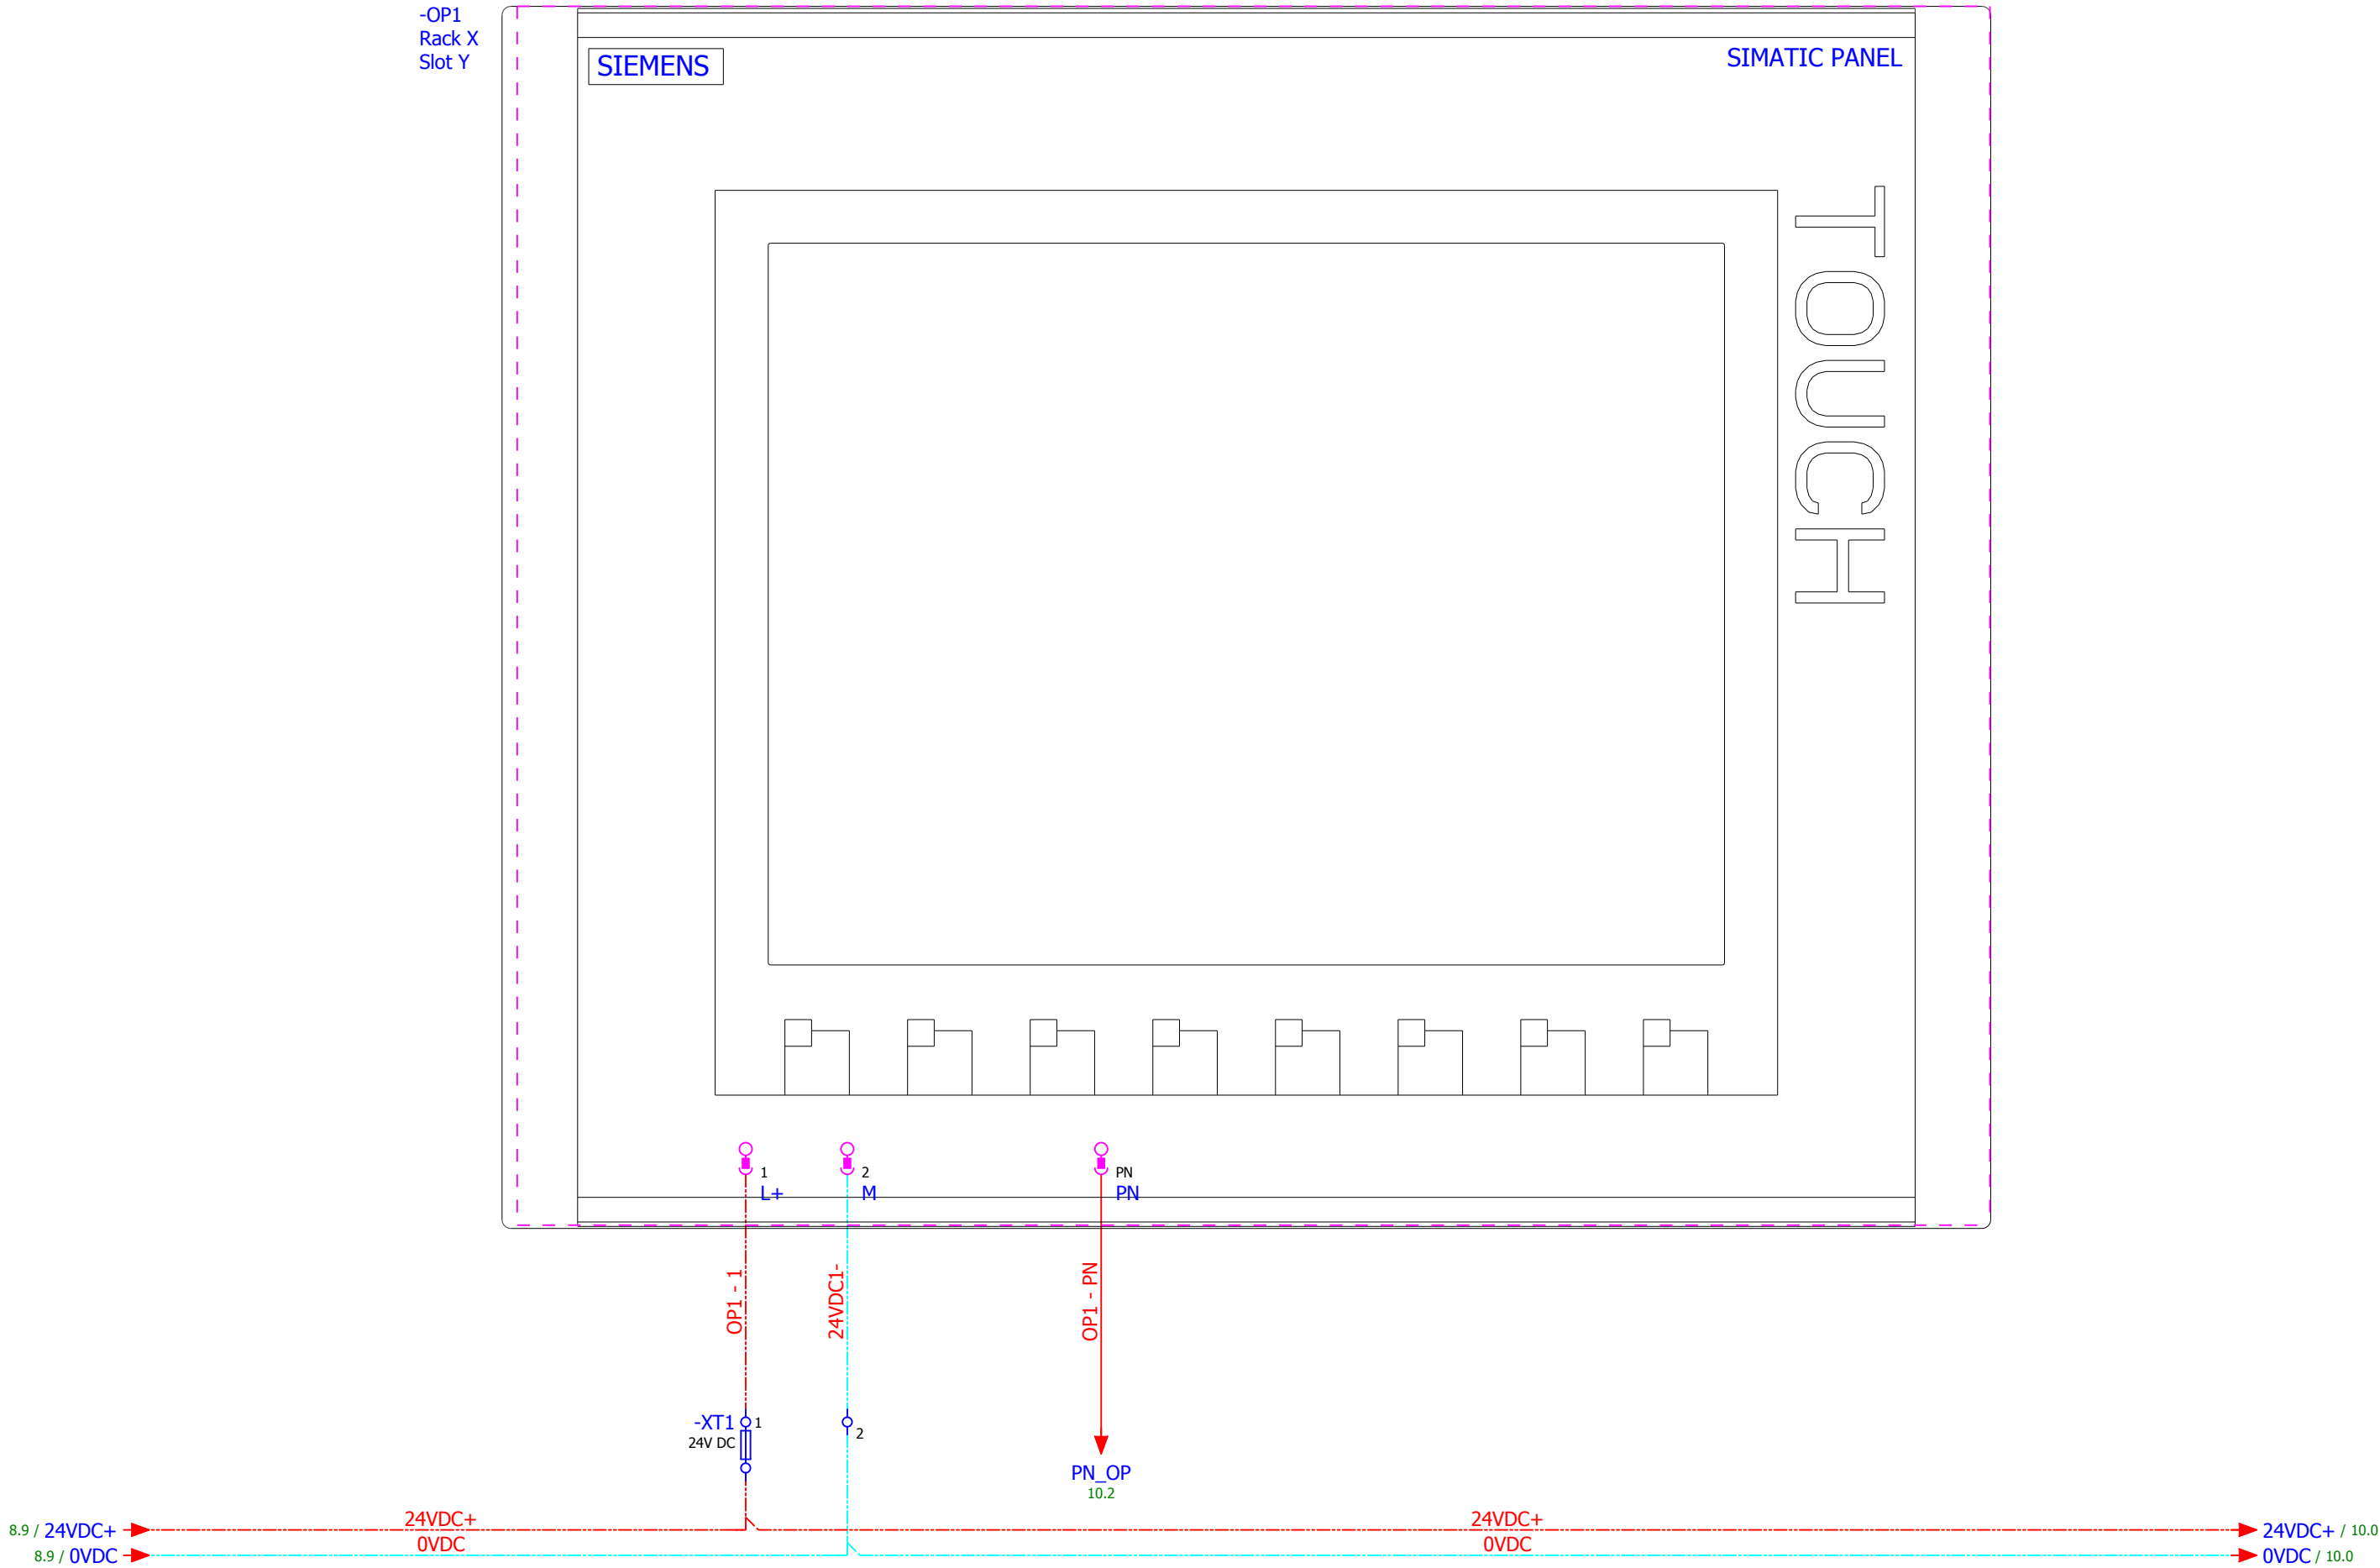 -OP1
Rack X
Slot Y
SIEMENS
SIMATIC PANEL
TOUCH
1
L+
2
M
PN
PN
OP1 - 1
24VDC1-
OP1 - PN
-XT1
1
24V DC
2
PN_OP
10.2
8.9 / 24VDC+
24VDC+
24VDC+
24VDC+ / 10.0
8.9 / 0VDC
0VDC
0VDC
0VDC / 10.0